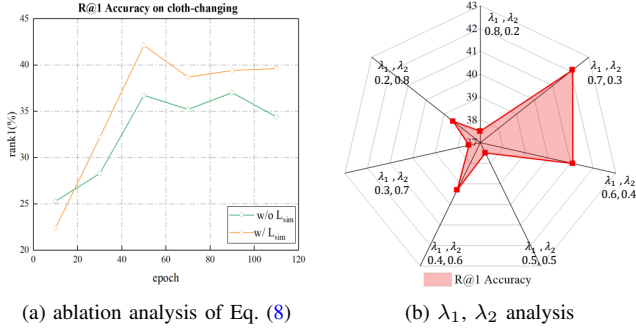 R@1 Accuracy on cloth-changing
45
40
35
30
25
20
rank1(%)
0
20
40
60
80
100
120
epoch
w/o L_sim
w/ L_sim
(a) ablation analysis of Eq. (8)
43
42
41
40
39
38
37
λ₁ , λ₂
0.8, 0.2
λ₁ , λ₂
0.7, 0.3
λ₁ , λ₂
0.6, 0.4
λ₁ , λ₂
0.5, 0.5
λ₁ , λ₂
0.4, 0.6
λ₁ , λ₂
0.3, 0.7
λ₁ , λ₂
0.2, 0.8
R@1 Accuracy
(b) λ₁, λ₂ analysis